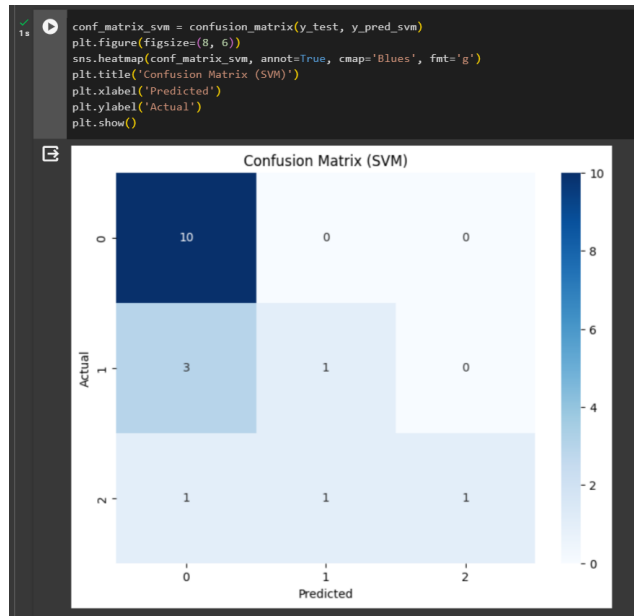 1s
conf_matrix_svm = confusion_matrix(y_test, y_pred_svm)
plt.figure(figsize=(8, 6))
sns.heatmap(conf_matrix_svm, annot=True, cmap='Blues', fmt='g')
plt.title('Confusion Matrix (SVM)')
plt.xlabel('Predicted')
plt.ylabel('Actual')
plt.show()
Confusion Matrix (SVM)
10
8
6
4
2
0
Actual
0
10 0 0
1
3 1 0
2
1 1 1
0 1 2
Predicted